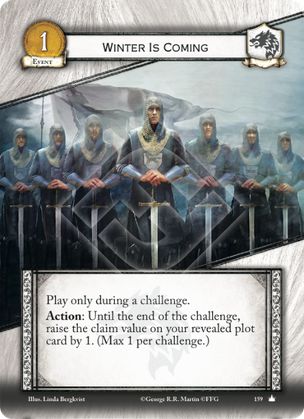 1
EVENT
WINTER IS COMING
Play only during a challenge.
Action: Until the end of the challenge,
raise the claim value on your revealed plot
card by 1. (Max 1 per challenge.)
Illus. Linda Bergkvist ©George R.R. Martin ©FFG 159